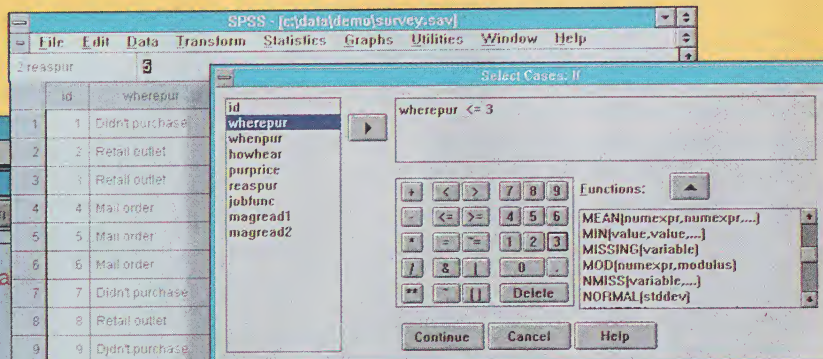 SPSS - [c:\data\demo\survey.sav]
File Edit Data Transform Statistics Graphs Utilities Window Help
2:reaspur 5
id wherepur
1 1 Didn't purchase
2 2 Retail outlet
3 3 Retail outlet
4 4 Mail order
5 5 Mail order
6 6 Mail order
7 7 Didn't purchase
8 8 Retail outlet
9 9 Didn't purchase
Select Cases: If
id
wherepur
whenpur
howhear
purprice
reaspur
jobfunc
magread1
magread2
wherepur <= 3
+ < > 7 8 9
- <= >= 4 5 6
* = ~= 1 2 3
/ & | 0 .
** ~ () Delete
Functions:
MEAN(numexpr,numexpr,...)
MIN(value,value,...)
MISSING(variable)
MOD(numexpr,modulus)
NMISS(variable,...)
NORMAL(stddev)
Continue Cancel Help